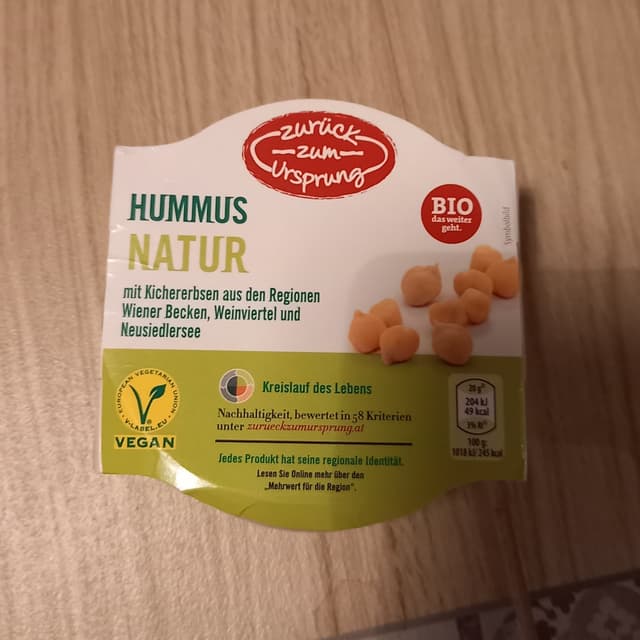 zurück
zum
Ursprung
HUMMUS
NATUR
BIO
das weiter
geht.
Symbolbild
mit Kichererbsen aus den Regionen
Wiener Becken, Weinviertel und
Neusiedlersee
EUROPEAN VEGETARIAN UNION
V-LABEL.EU
VEGAN
Kreislauf des Lebens
Nachhaltigkeit, bewertet in 58 Kriterien
unter zurueckzumursprung.at
Jedes Produkt hat seine regionale Identität.
Lesen Sie Online mehr über den
„Mehrwert für die Region“.
204 kJ
49 kcal
100 g:
1018 kJ/245 kcal